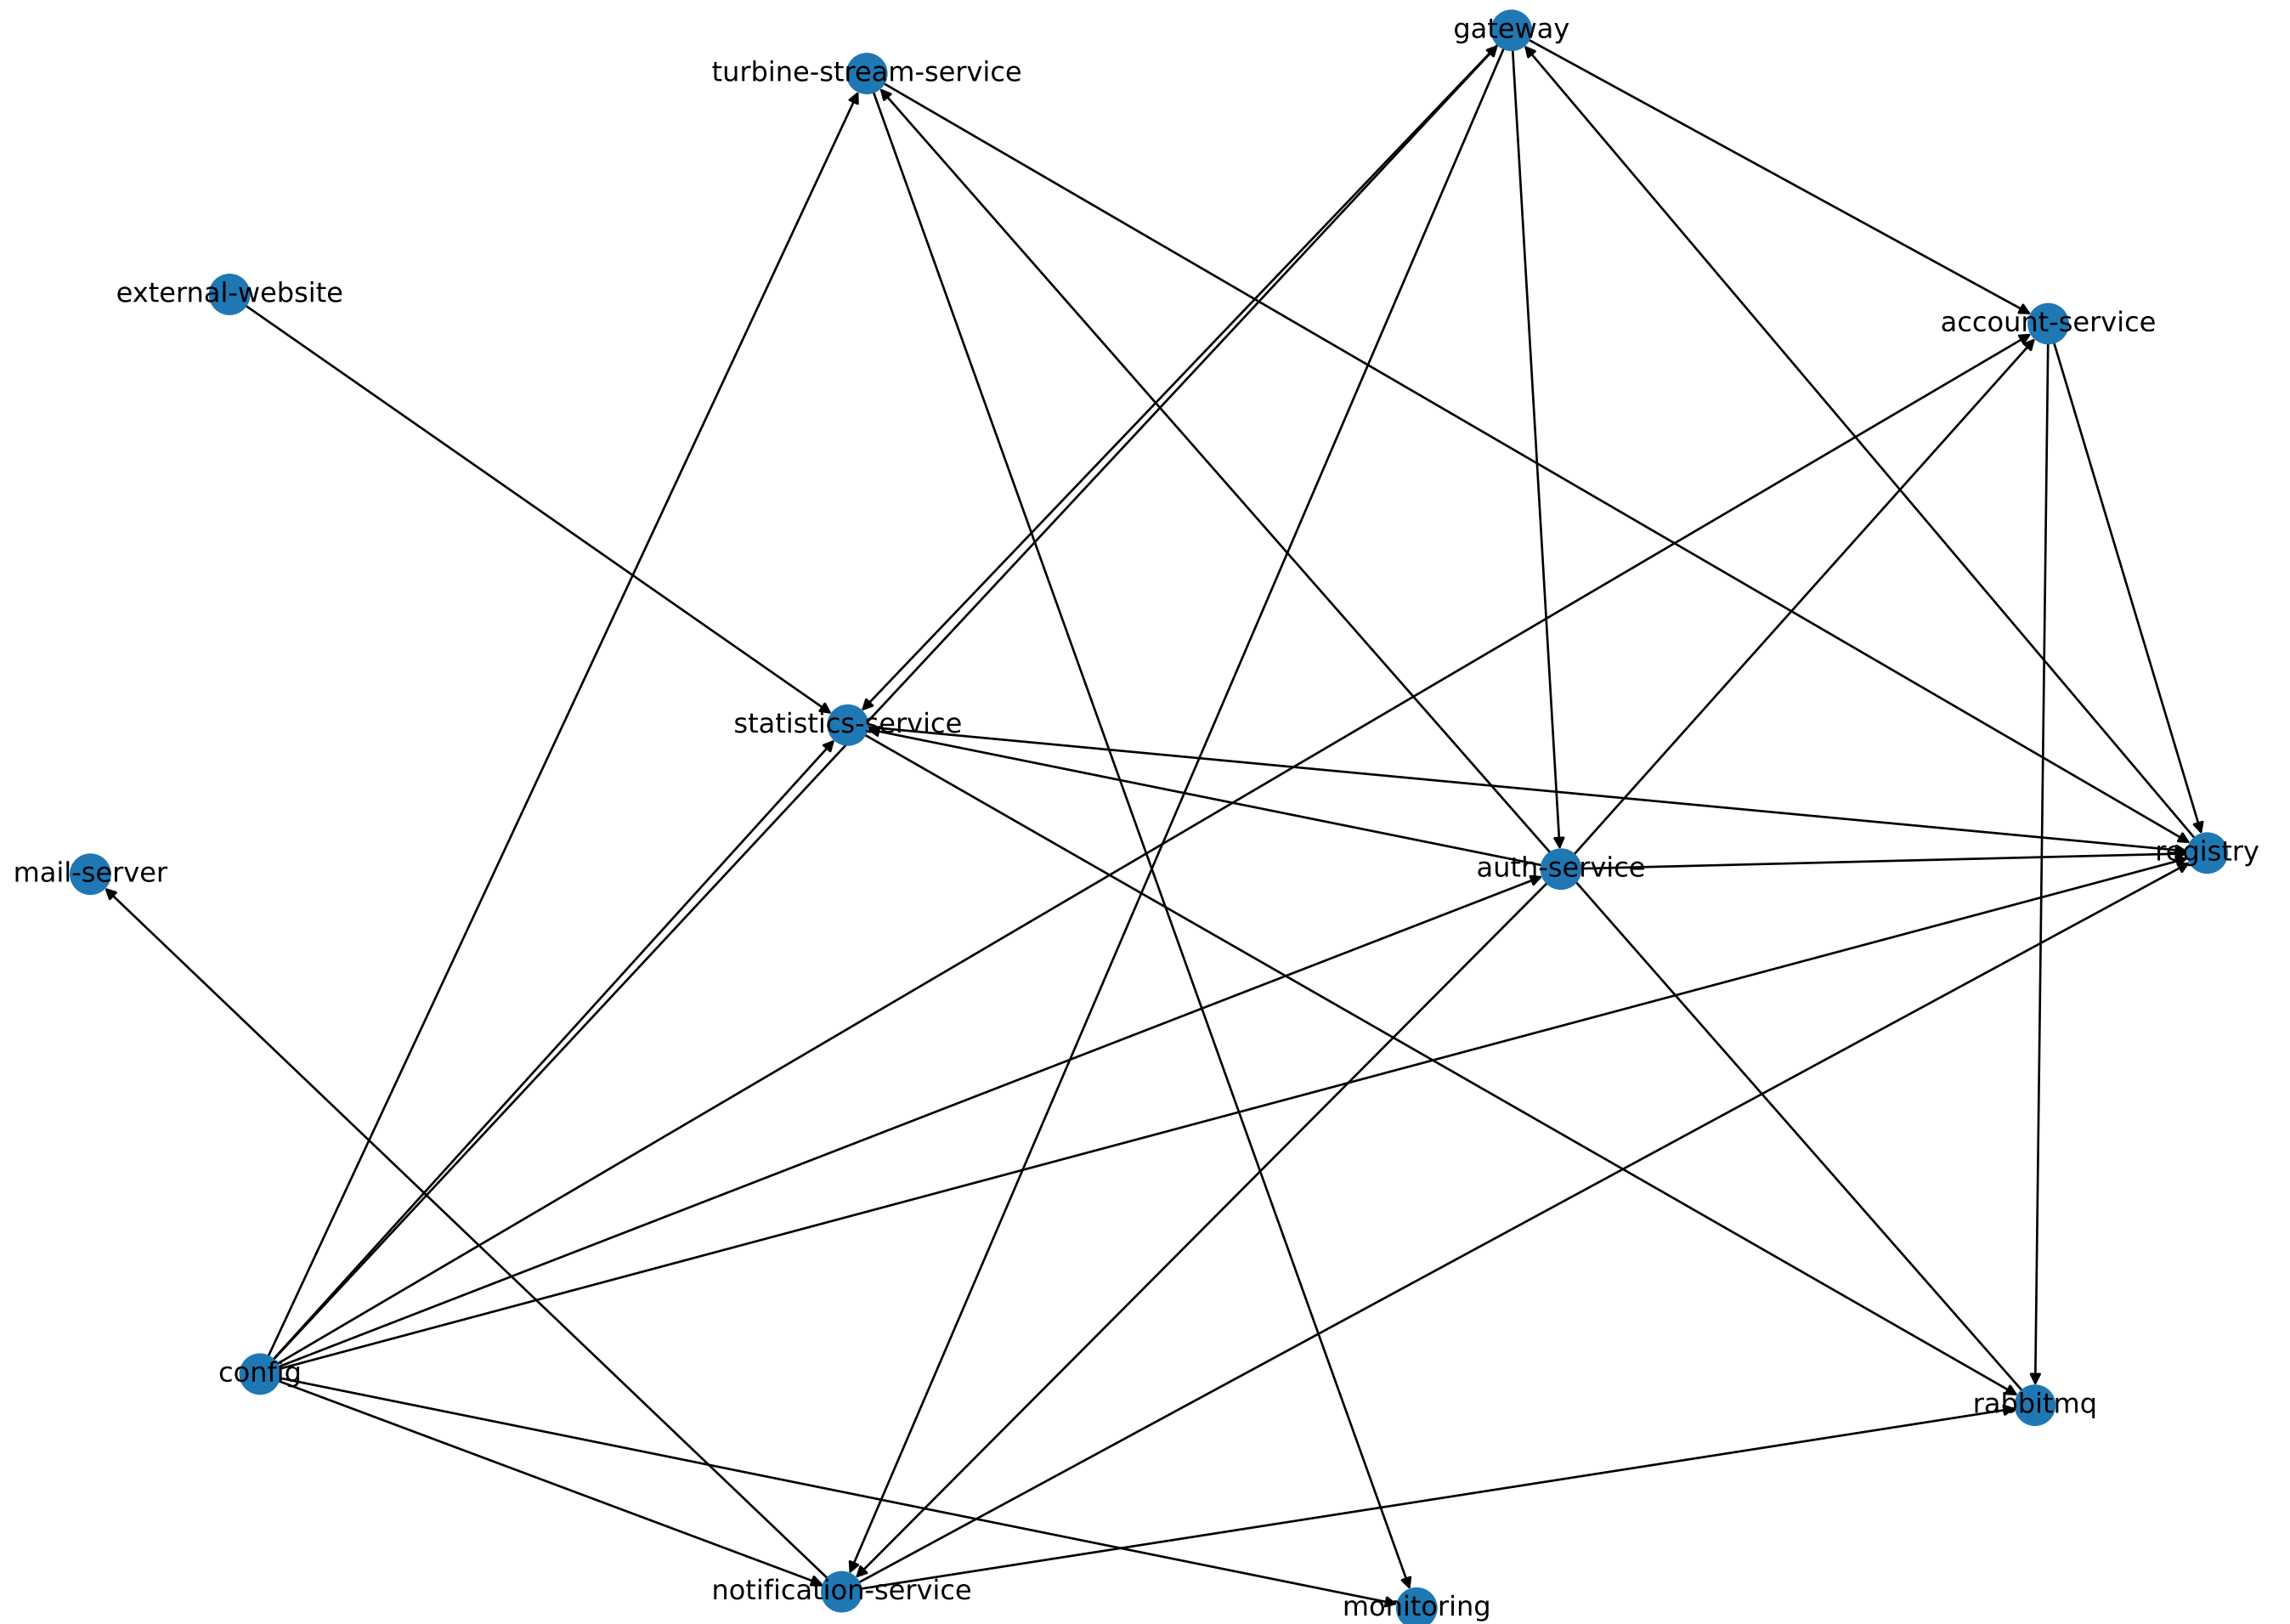 gateway
turbine-stream-service
external-website
account-service
statistics-service
registry
auth-service
mail-server
config
rabbitmq
notification-service
monitoring